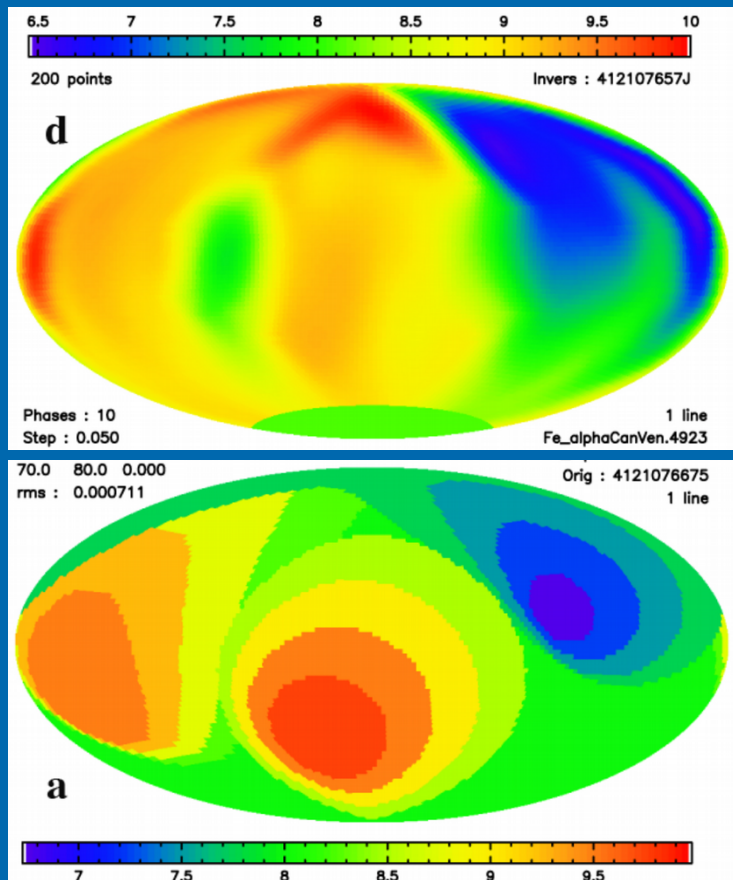 6.5 7 7.5 8 8.5 9 9.5 10
200 points Invers : 412107657J
d
Phases : 10 1 line
Step : 0.050 Fe_alphaCanVen.4923
70.0 80.0 0.000 Orig : 4121076675
rms : 0.000711 1 line
a
7 7.5 8 8.5 9 9.5